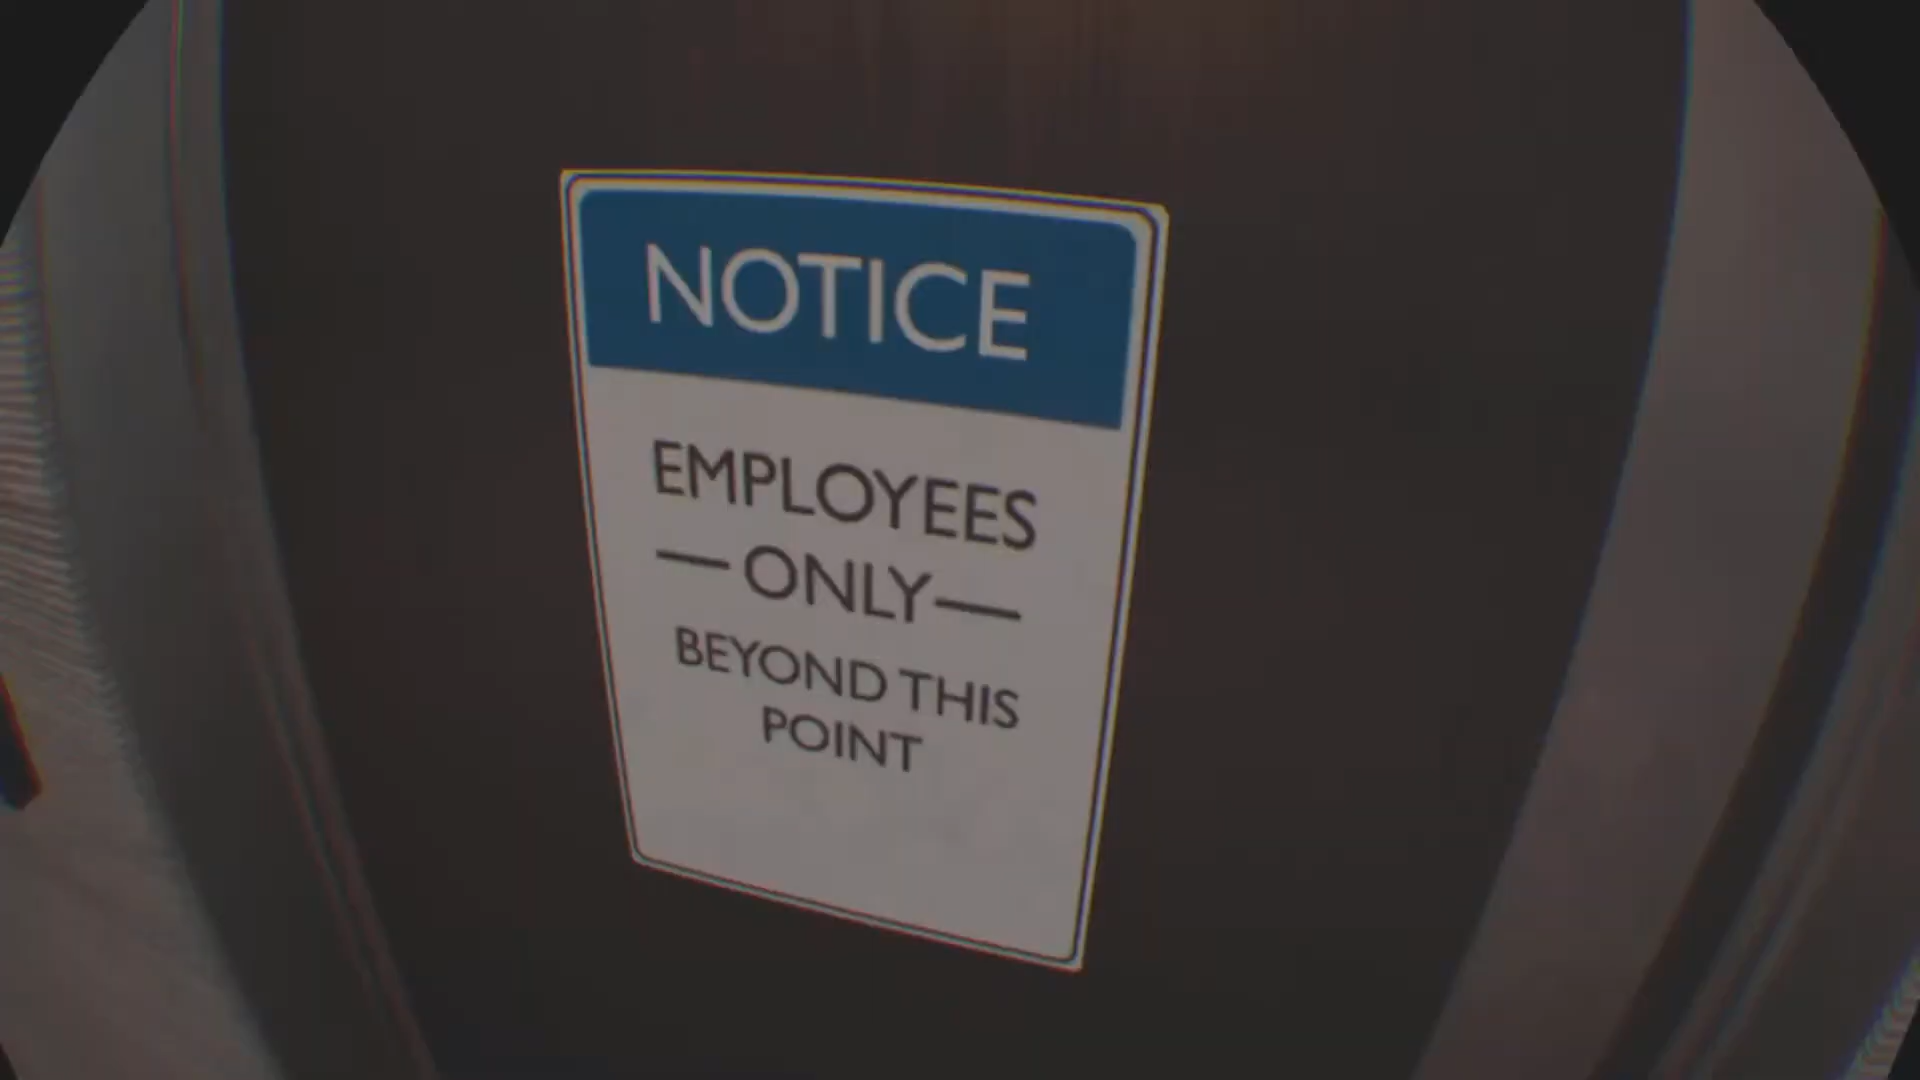 NOTICE
EMPLOYEES
— ONLY —
BEYOND THIS
POINT